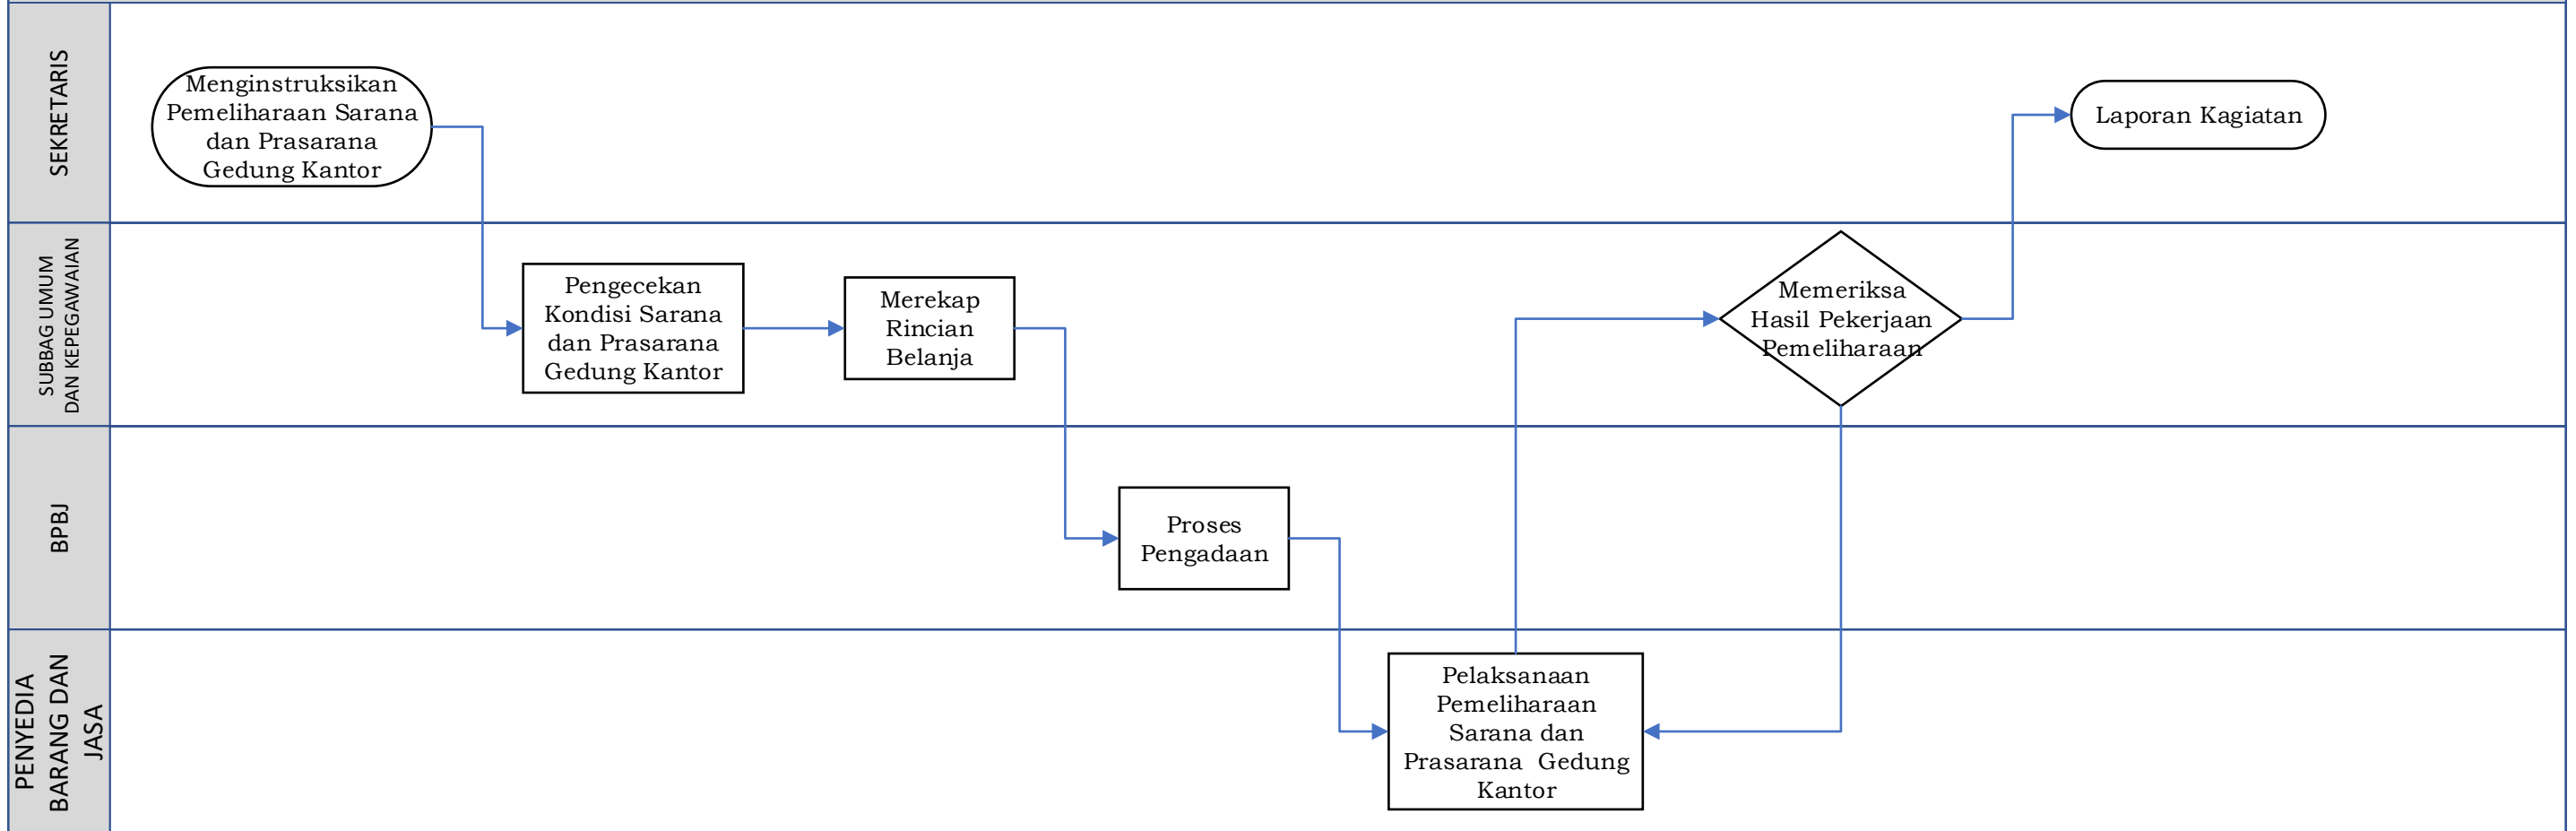 SEKRETARIS
Menginstruksikan
Pemeliharaan Sarana
dan Prasarana
Gedung Kantor
Laporan Kagiatan
SUBBAG UMUM
DAN KEPEGAWAIAN
Pengecekan
Kondisi Sarana
dan Prasarana
Gedung Kantor
Merekap
Rincian
Belanja
Memeriksa
Hasil Pekerjaan
Pemeliharaan
BPBJ
Proses
Pengadaan
PENYEDIA
BARANG DAN
JASA
Pelaksanaan
Pemeliharaan
Sarana dan
Prasarana  Gedung
Kantor